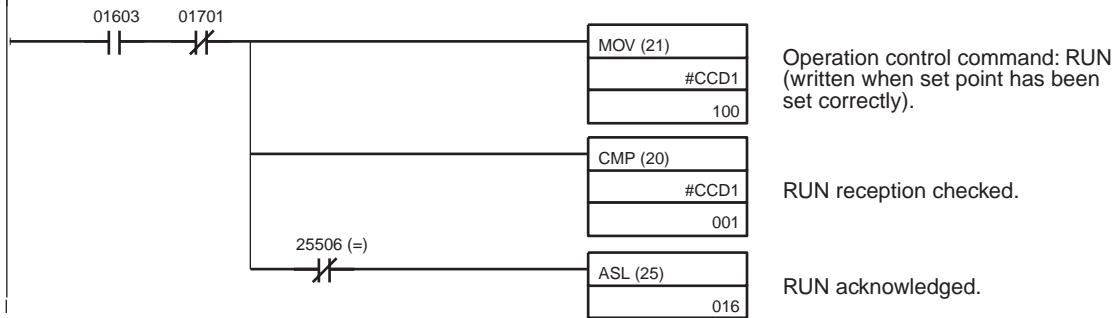 01603 01701
MOV (21)
#CCD1
100
Operation control command: RUN
(written when set point has been
set correctly).
CMP (20)
#CCD1
001
RUN reception checked.
25506 (=)
ASL (25)
016
RUN acknowledged.